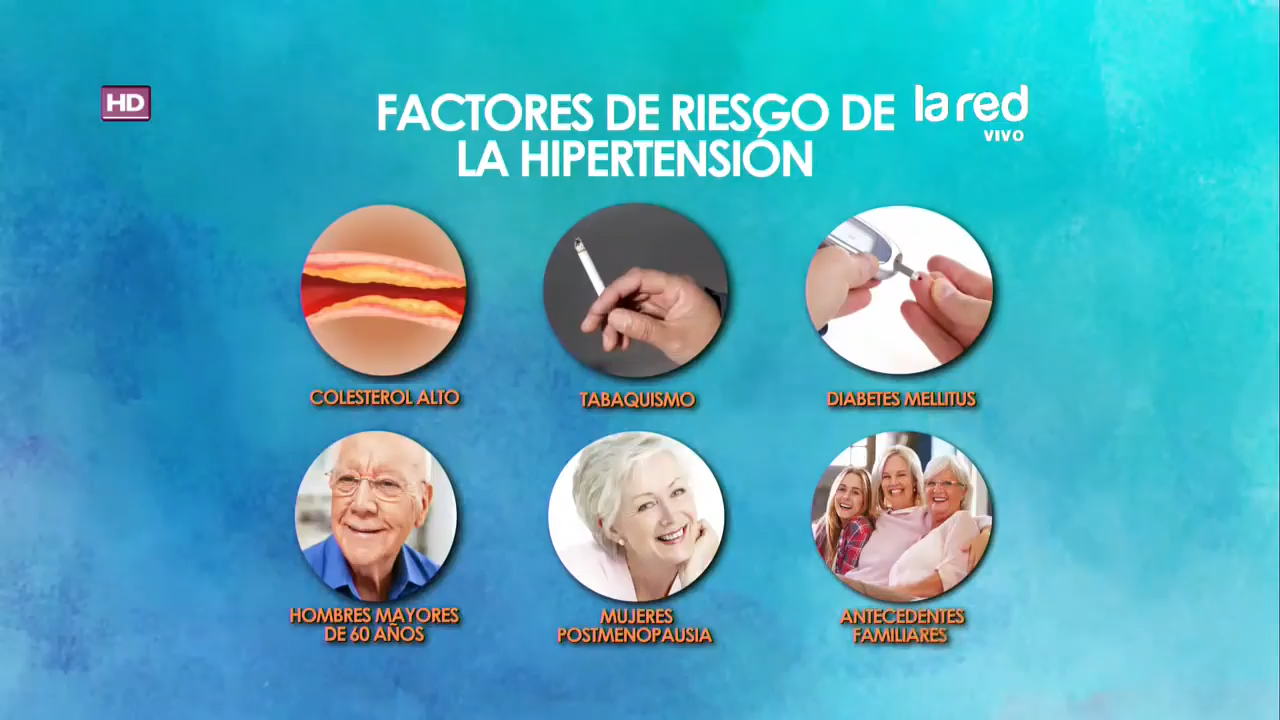 HD
FACTORES DE RIESGO DE
LA HIPERTENSIÓN
la red
VIVO
COLESTEROL ALTO
TABAQUISMO
DIABETES MELLITUS
HOMBRES MAYORES
DE 60 AÑOS
MUJERES
POSTMENOPAUSIA
ANTECEDENTES
FAMILIARES